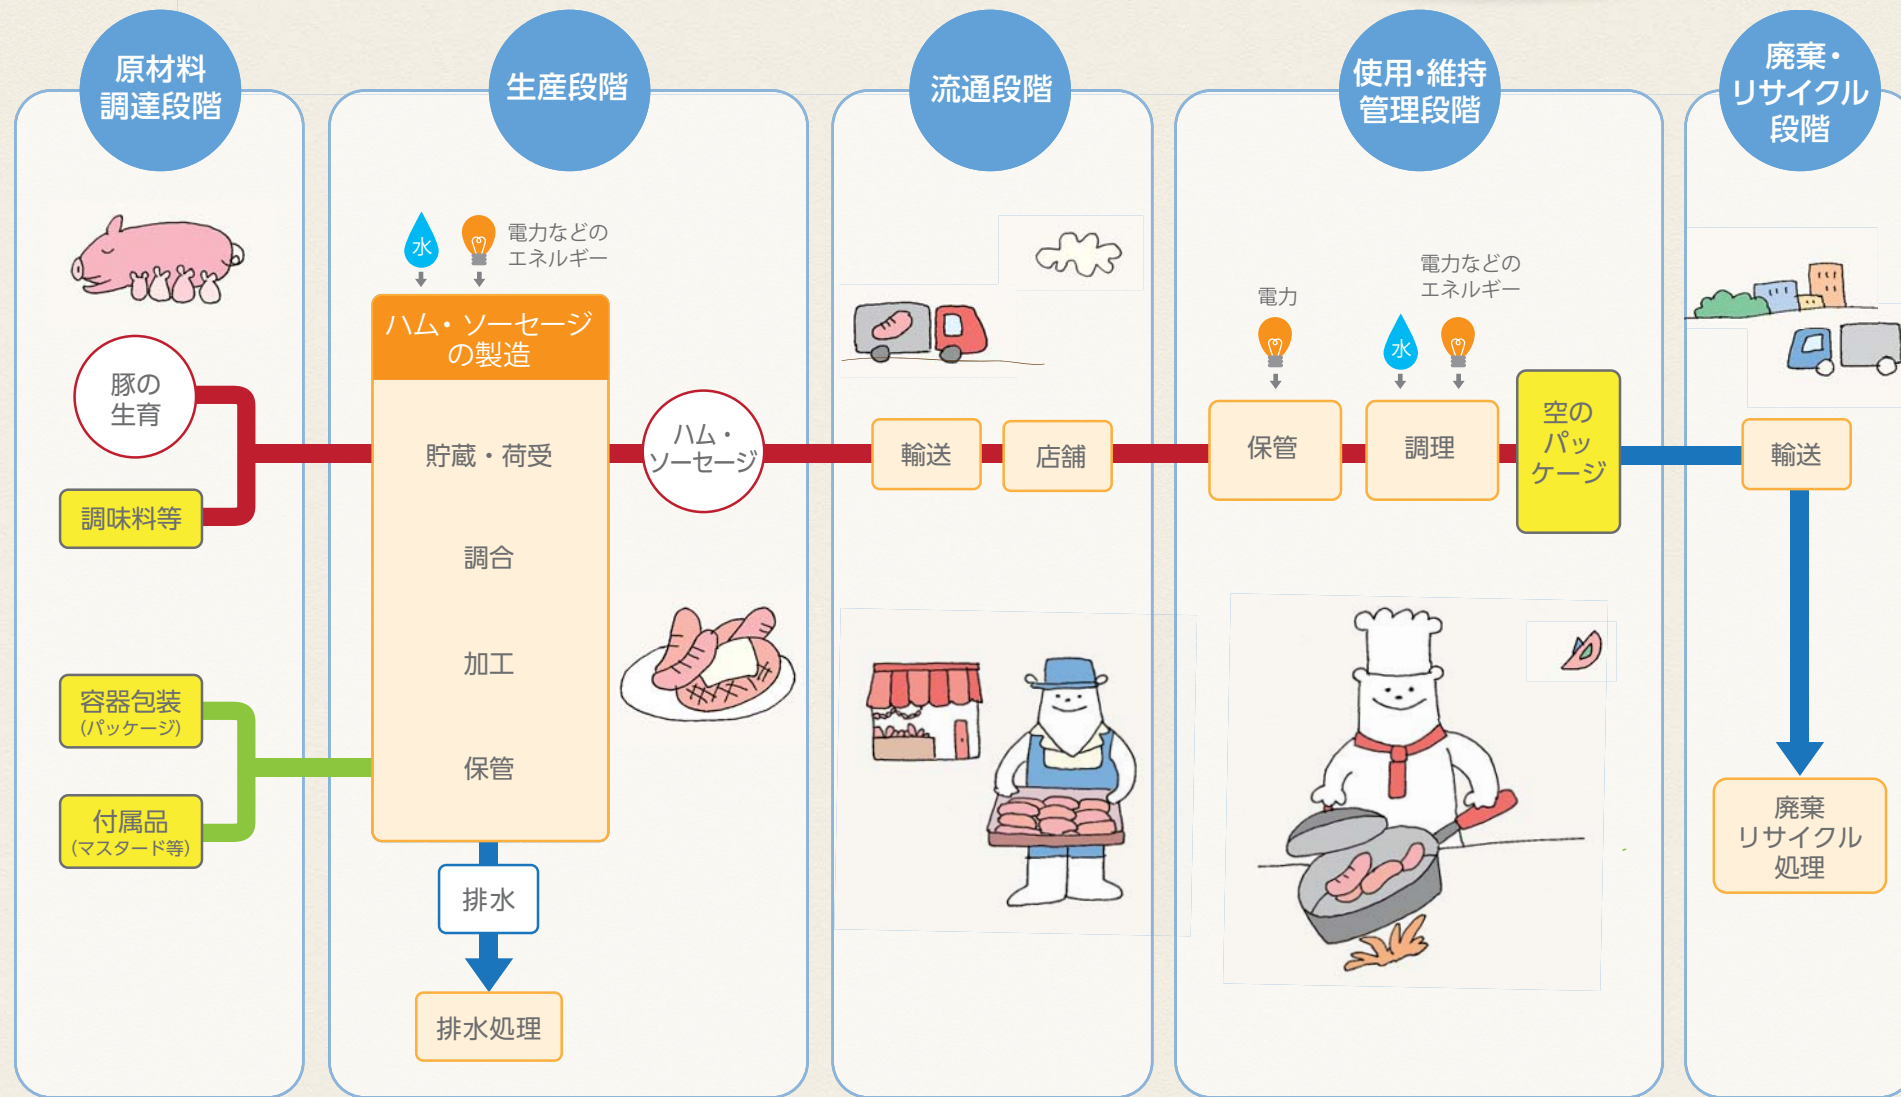 原材料
調達段階
豚の
生育
調味料等
容器包装
(パッケージ)
付属品
(マスタード等)
生産段階
水
電力などの
エネルギー
ハム・ソーセージ
の製造
貯蔵・荷受
調合
加工
保管
排水
排水処理
ハム・
ソーセージ
流通段階
輸送
店舗
使用・維持
管理段階
電力
保管
水
電力などの
エネルギー
調理
空の
パッ
ケージ
廃棄・
リサイクル
段階
輸送
廃棄
リサイクル
処理